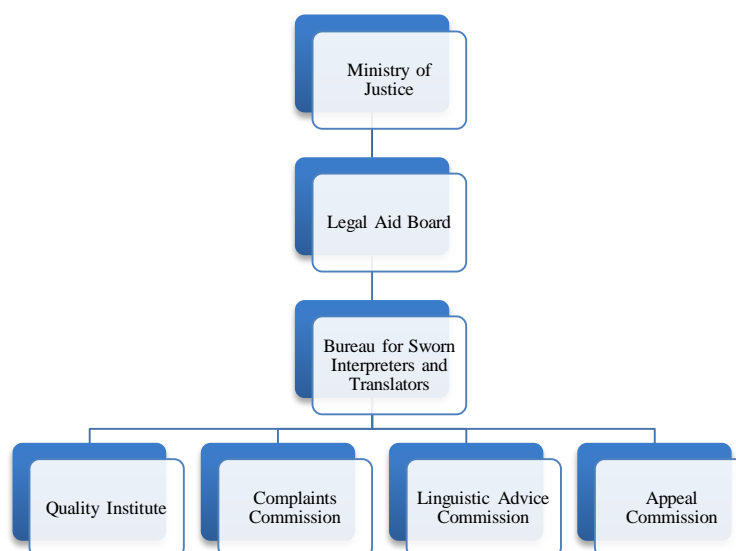 Ministry of
Justice
Legal Aid Board
Bureau for Sworn
Interpreters and
Translators
Quality Institute
Complaints
Commission
Linguistic Advice
Commission
Appeal
Commission